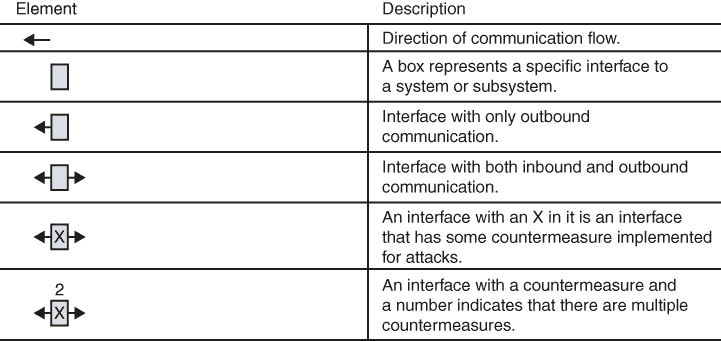 Element Description
Direction of communication flow.
A box represents a specific interface to
a system or subsystem.
Interface with only outbound
communication.
Interface with both inbound and outbound
communication.
An interface with an X in it is an interface
X that has some countermeasure implemented
for attacks.
2 An interface with a countermeasure and
X a number indicates that there are multiple
countermeasures.